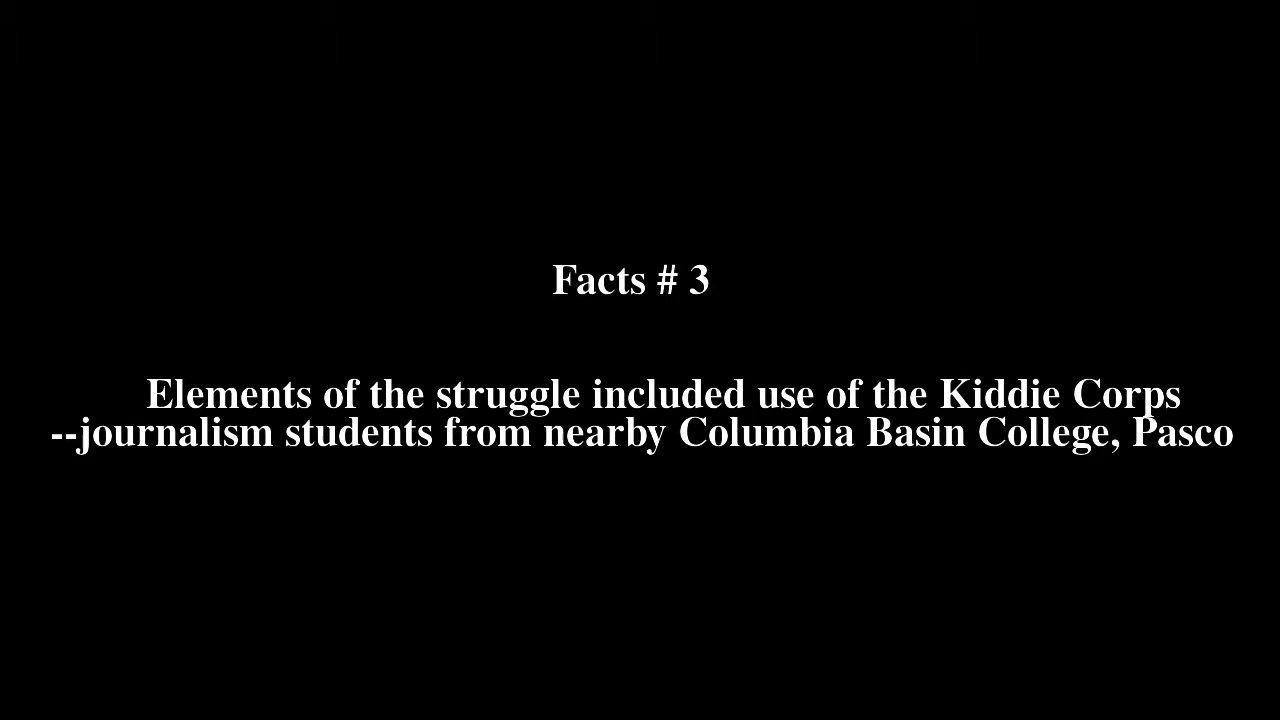 Facts # 3
Elements of the struggle included use of the Kiddie Corps
--journalism students from nearby Columbia Basin College, Pasco